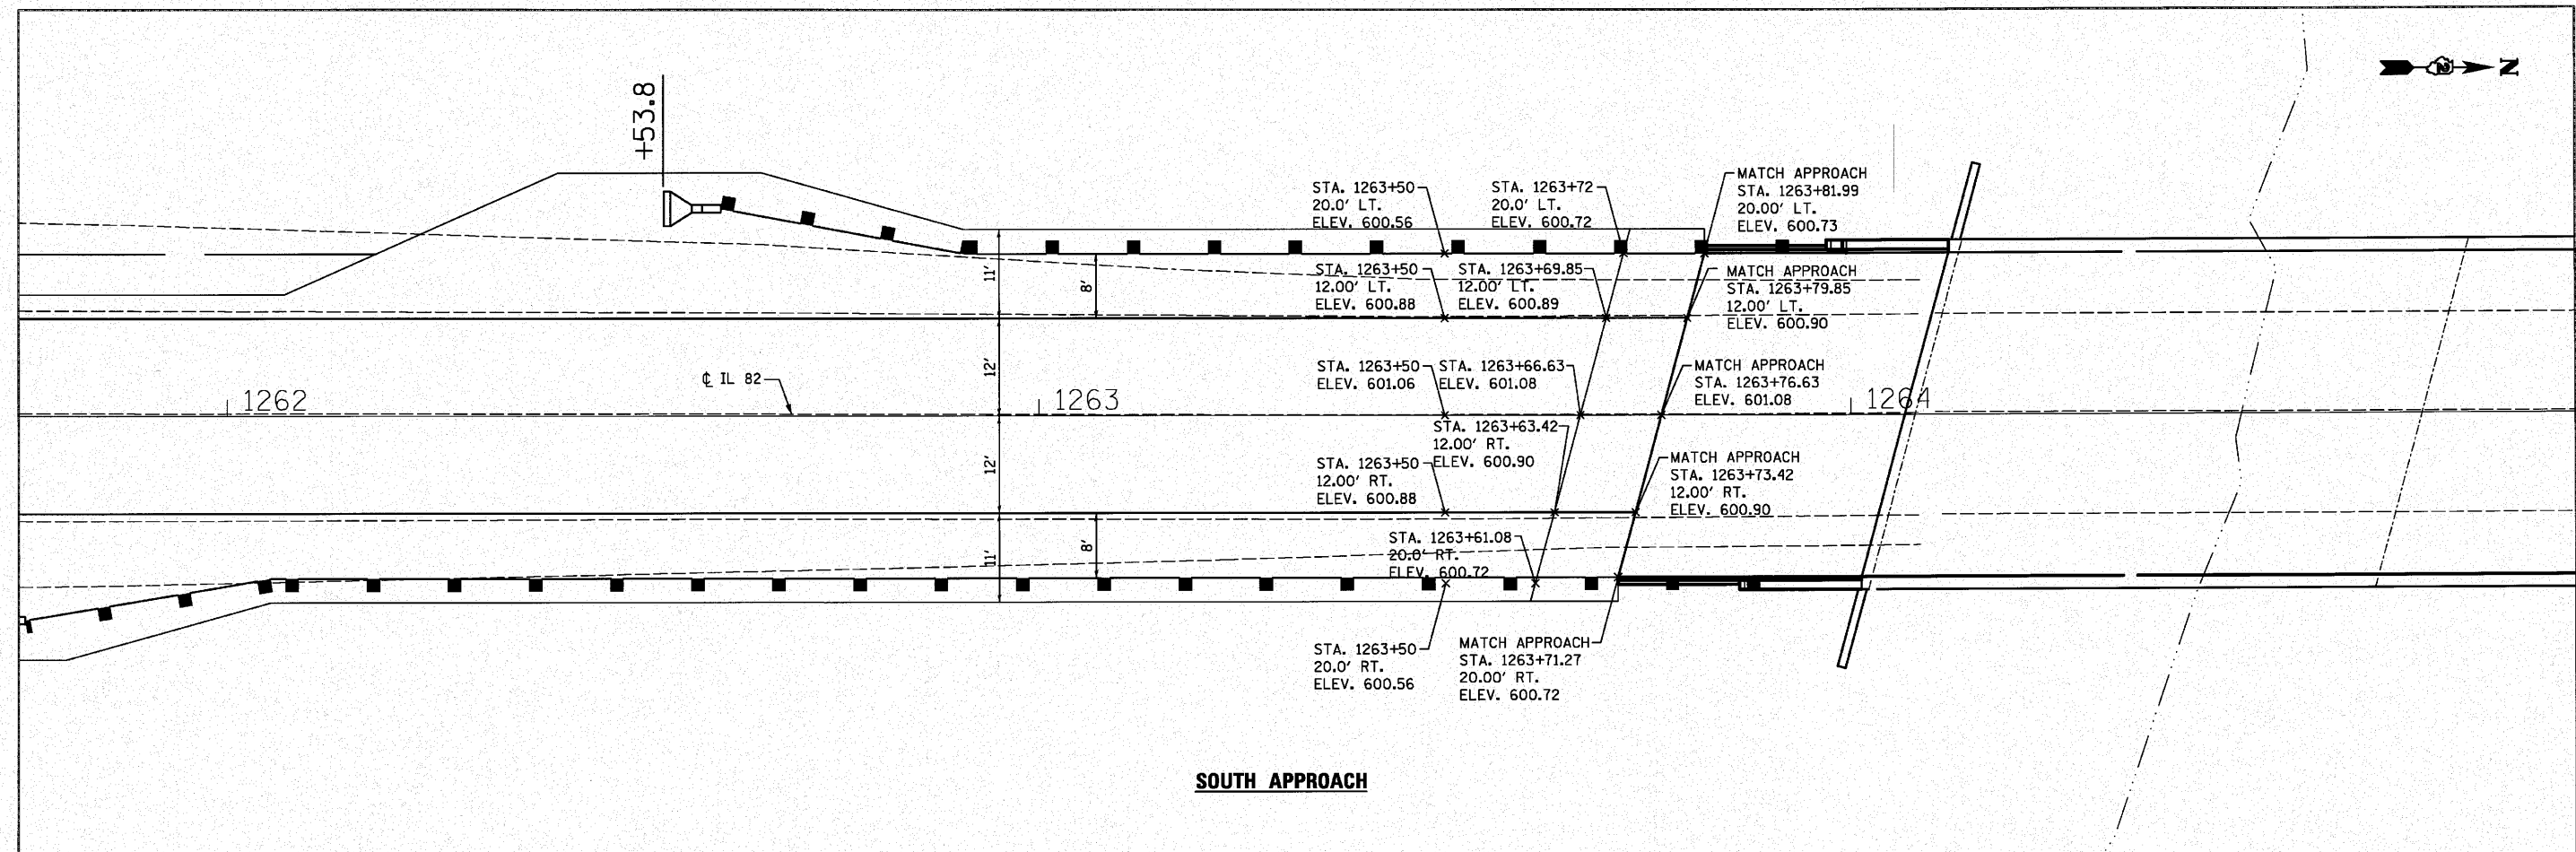 +53.8
N
STA. 1263+50
20.0' LT.
ELEV. 600.56
STA. 1263+72
20.0' LT.
ELEV. 600.72
MATCH APPROACH
STA. 1263+81.99
20.00' LT.
ELEV. 600.73
11'
8'
STA. 1263+50
12.00' LT.
ELEV. 600.88
STA. 1263+69.85
12.00' LT.
ELEV. 600.89
MATCH APPROACH
STA. 1263+79.85
12.00' LT.
ELEV. 600.90
12'
℄ IL 82
1262
1263
1264
STA. 1263+50
ELEV. 601.06
STA. 1263+66.63
ELEV. 601.08
MATCH APPROACH
STA. 1263+76.63
ELEV. 601.08
12'
STA. 1263+63.42
12.00' RT.
ELEV. 600.90
STA. 1263+50
12.00' RT.
ELEV. 600.88
MATCH APPROACH
STA. 1263+73.42
12.00' RT.
ELEV. 600.90
11'
8'
STA. 1263+61.08
20.0' RT.
ELEV. 600.72
STA. 1263+50
20.0' RT.
ELEV. 600.56
MATCH APPROACH
STA. 1263+71.27
20.00' RT.
ELEV. 600.72
SOUTH APPROACH